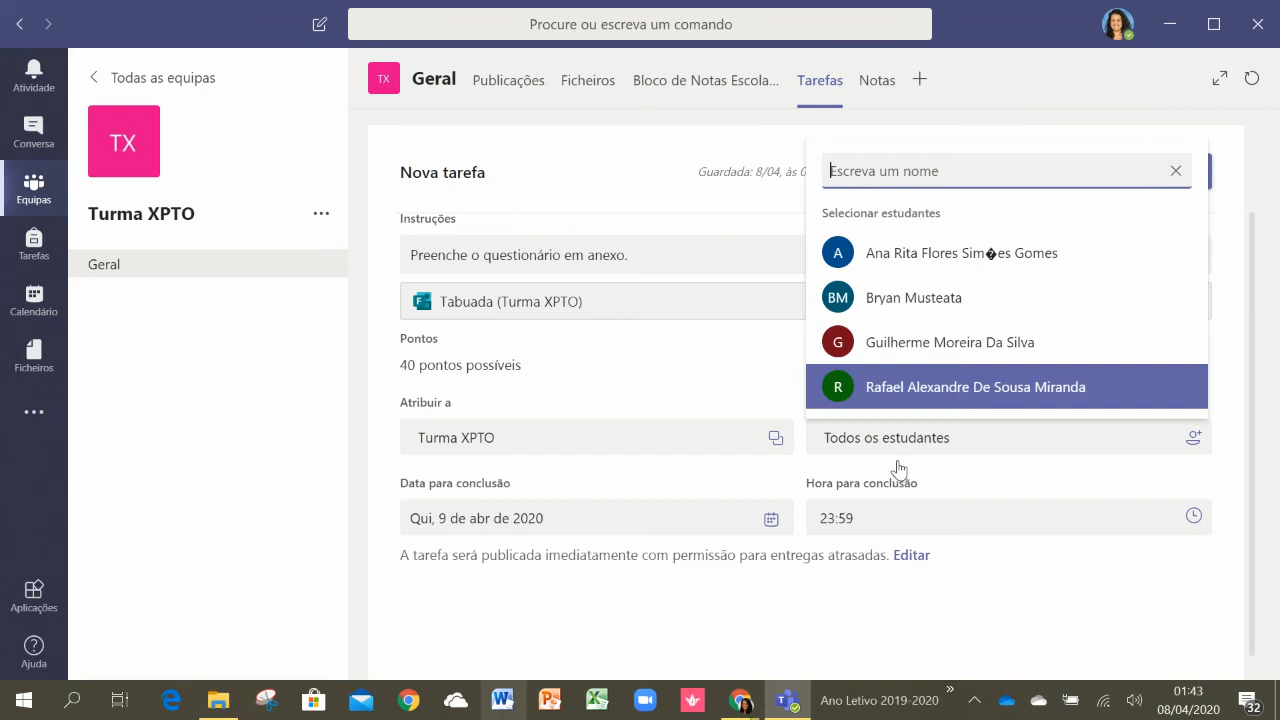 Procure ou escreva um comando
Atividade
Conversa
Equipas
Tarefas
Calendário
Ficheiros
Aplicações
Ajuda
Todas as equipas
TX
Turma XPTO
Geral
TX
Geral
Publicações
Ficheiros
Bloco de Notas Escola...
Tarefas
Notas
Nova tarefa
Guardada: 8/04, às 0
Instruções
Preenche o questionário em anexo.
F
Tabuada (Turma XPTO)
Pontos
40 pontos possíveis
Atribuir a
Turma XPTO
Escreva um nome
Selecionar estudantes
A
Ana Rita Flores Sim�es Gomes
BM
Bryan Musteata
G
Guilherme Moreira Da Silva
R
Rafael Alexandre De Sousa Miranda
Todos os estudantes
Data para conclusão
Qui, 9 de abr de 2020
Hora para conclusão
23:59
A tarefa será publicada imediatamente com permissão para entregas atrasadas. Editar
Ano Letivo 2019-2020
01:43
08/04/2020
32